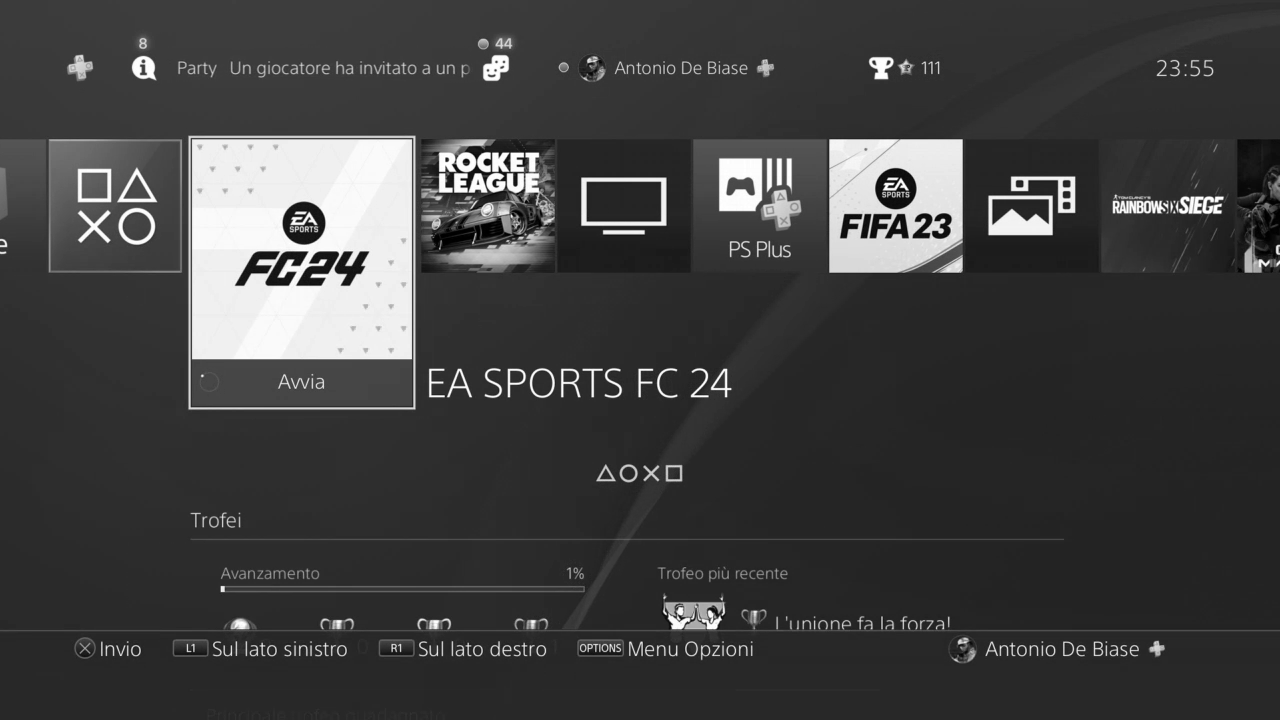 8
44
Party Un giocatore ha invitato a un p
Antonio De Biase
111
23:55
e
EA
SPORTS
FC24
ROCKET
LEAGUE
PS Plus
EA
SPORTS
FIFA 23
TOM CLANCY'S
RAINBOW SIX SIEGE
Avvia
EA SPORTS FC 24
Trofei
Avanzamento
1%
Trofeo più recente
L'unione fa la forza!
Invio
L1 Sul lato sinistro
R1 Sul lato destro
OPTIONS Menu Opzioni
Antonio De Biase